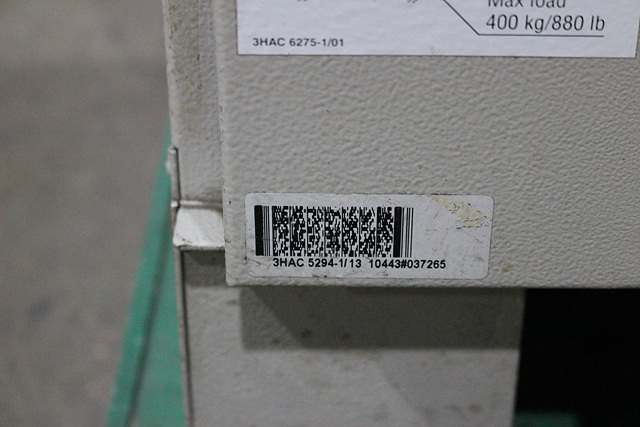 Max load
400 kg/880 lb
3HAC 6275-1/01
3HAC 5294-1/13 10443#037265